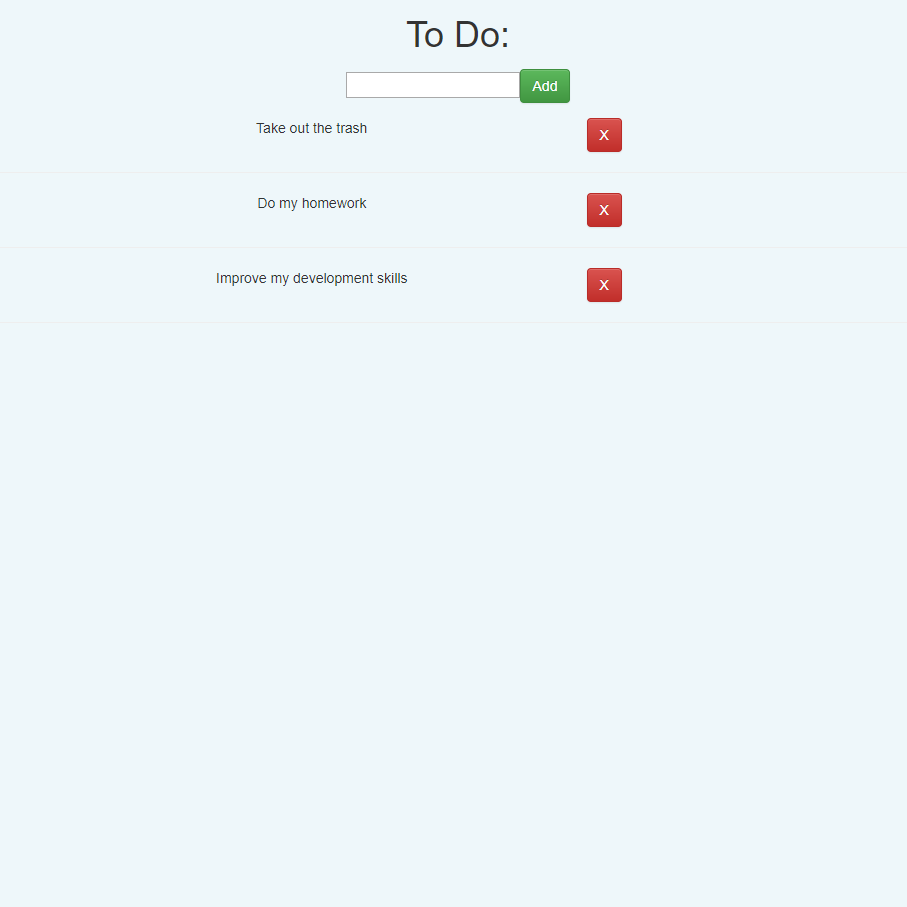 To Do:
Add
Take out the trash
X
Do my homework
X
Improve my development skills
X